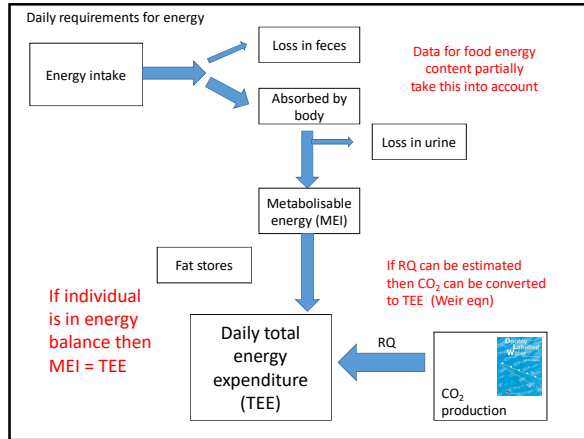 Daily requirements for energy
Energy intake
Loss in feces
Data for food energy
content partially
take this into account
Absorbed by
body
Loss in urine
Metabolisable
energy (MEI)
Fat stores
If RQ can be estimated
then CO₂ can be converted
to TEE (Weir eqn)
If individual
is in energy
balance then
MEI = TEE
Daily total
energy
expenditure
(TEE)
RQ
Doubly
Labelled
Water
CO₂
production